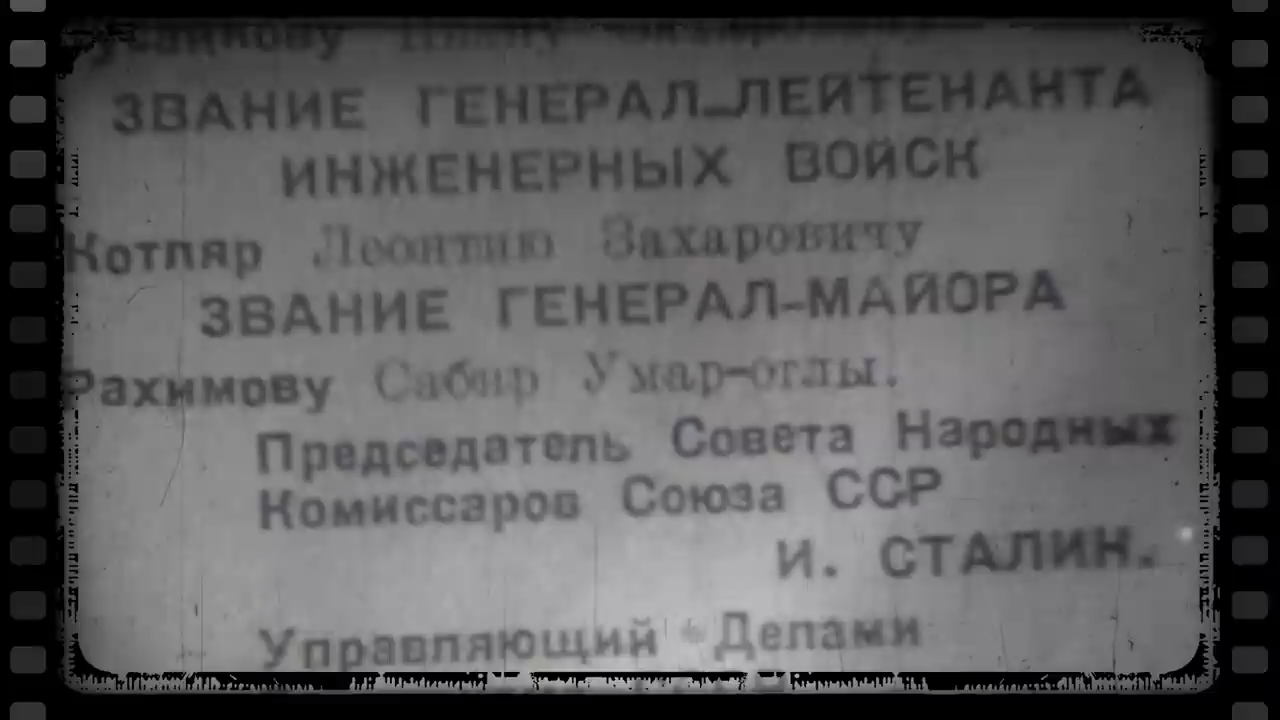 ЗВАНИЕ ГЕНЕРАЛ-ЛЕЙТЕНАНТА
ИНЖЕНЕРНЫХ ВОЙСК
Котляр Леонтию Захаровичу
ЗВАНИЕ ГЕНЕРАЛ-МАЙОРА
Рахимову Сабир Умар-оглы.
Председатель Совета Народных
Комиссаров Союза ССР
И. СТАЛИН.
Управляющий Делами